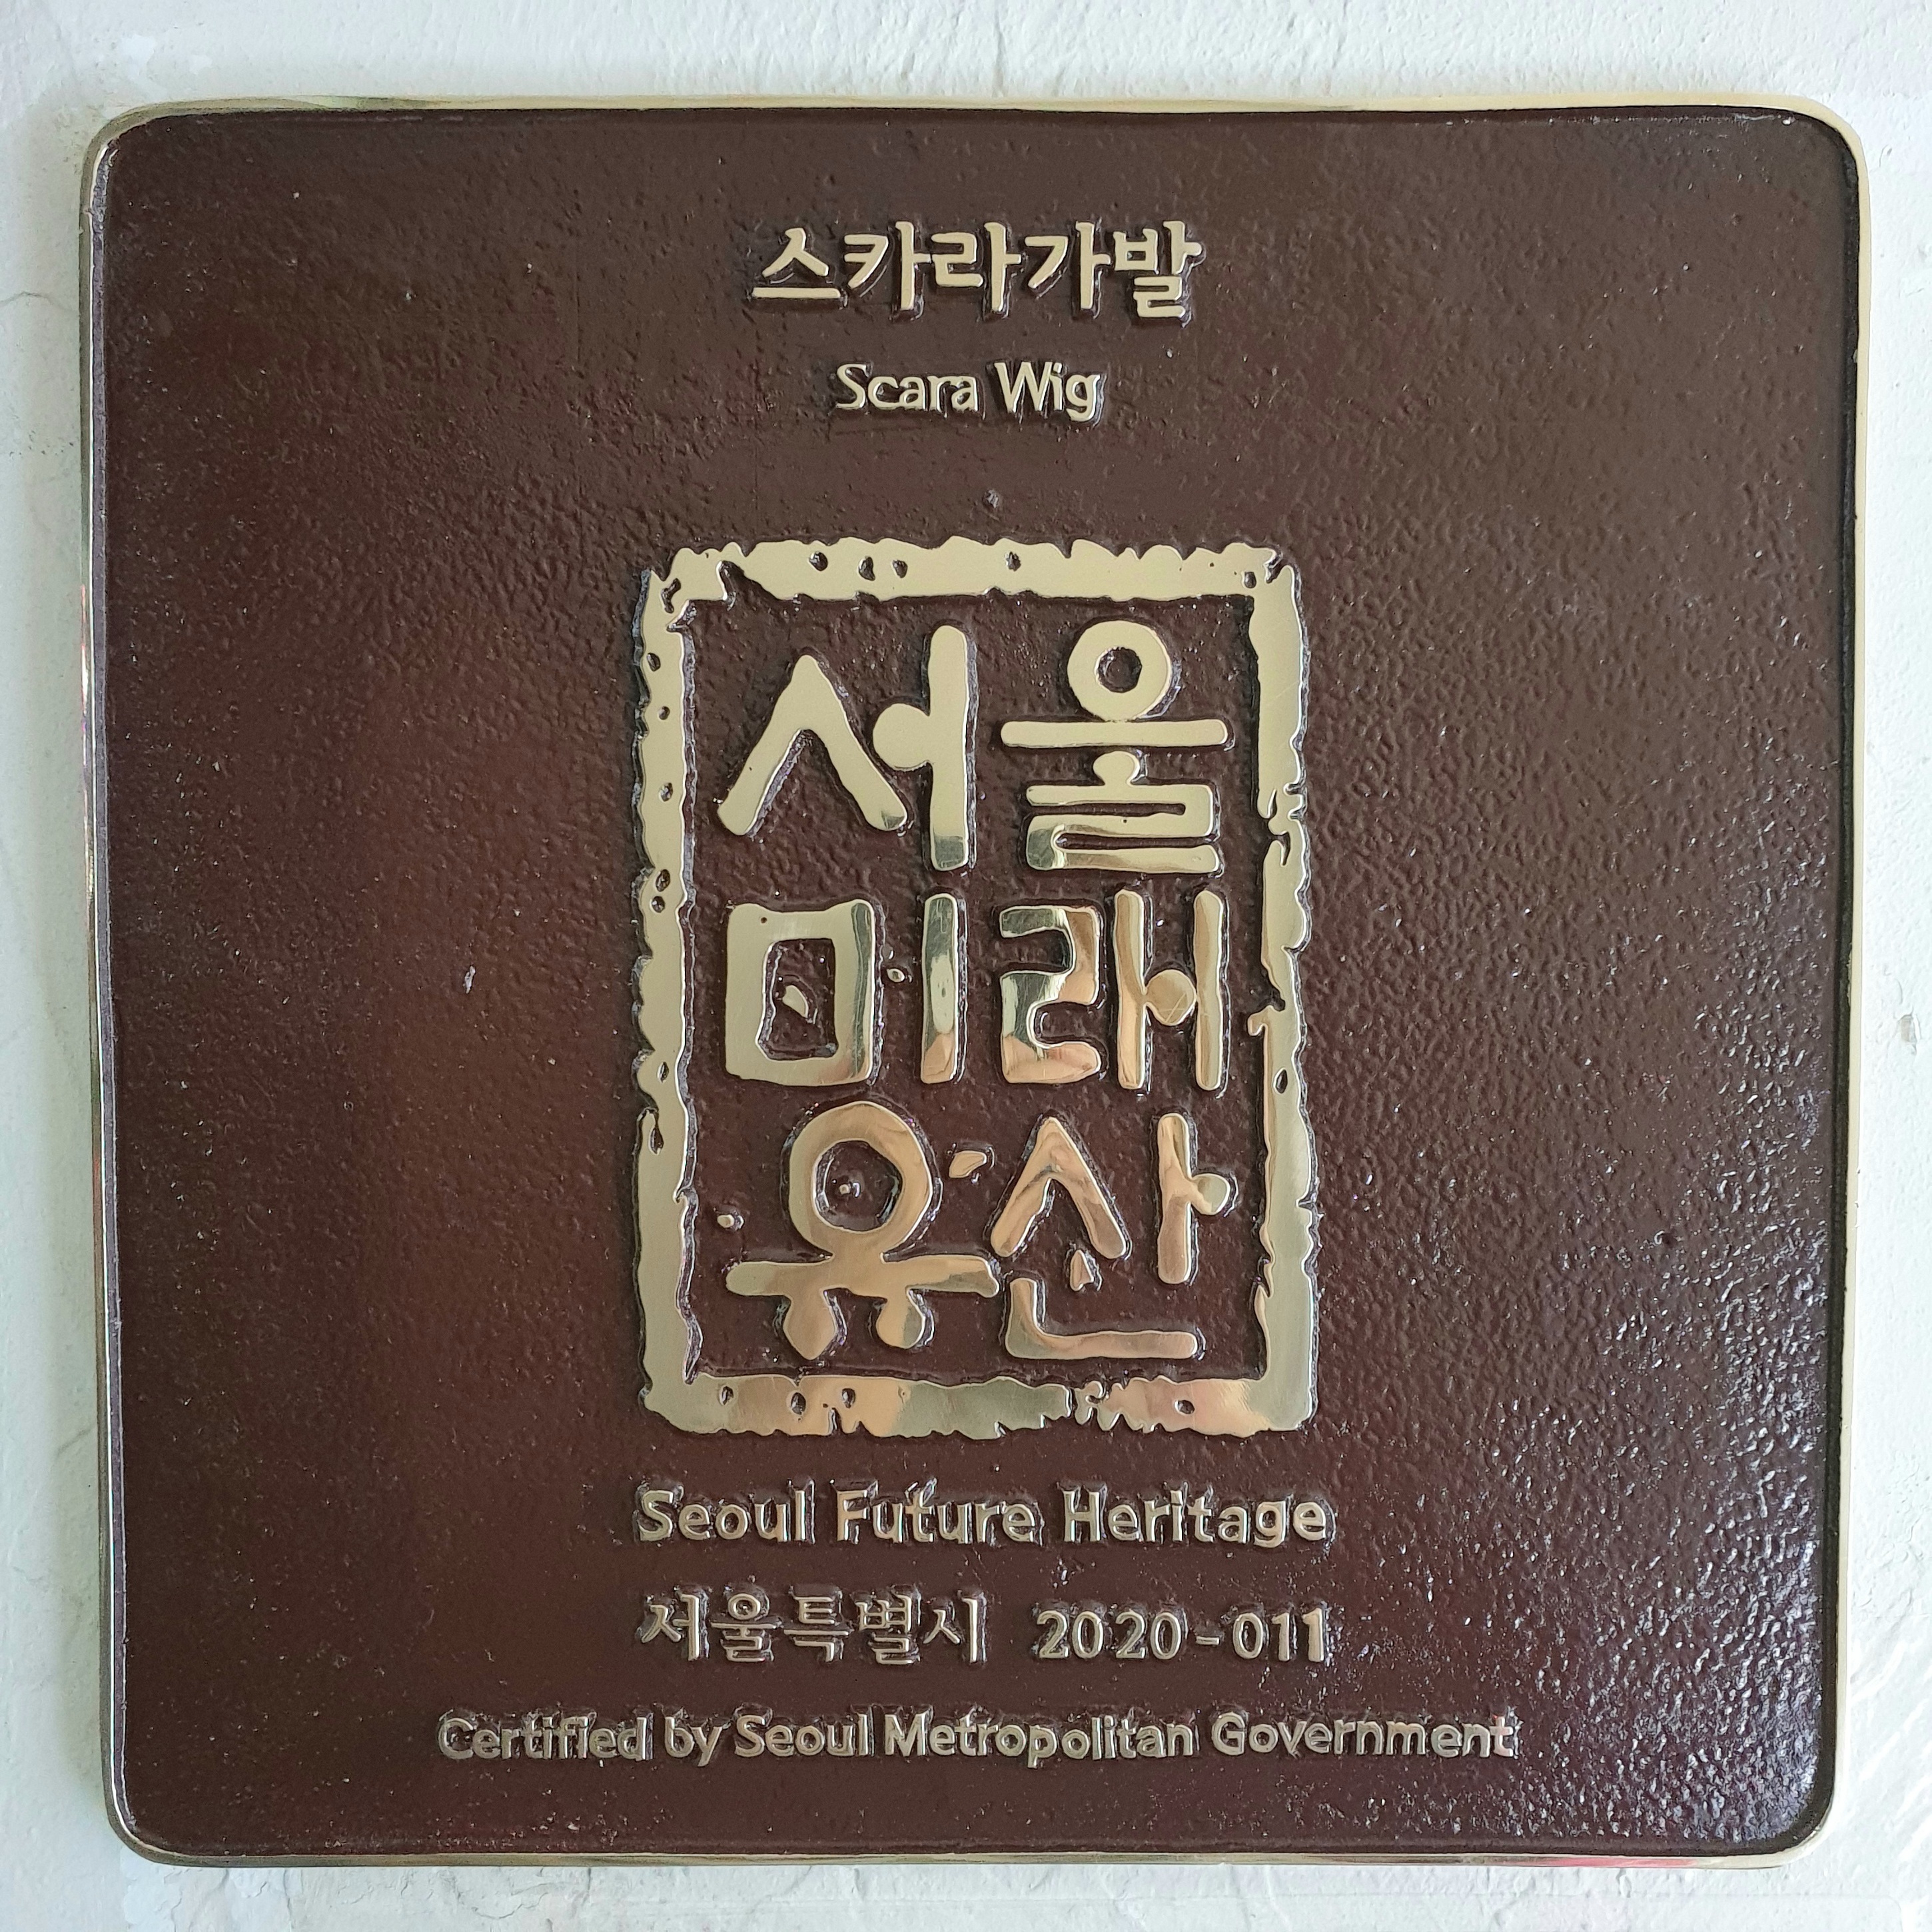 스카라가발
Scara Wig
서울
미래
유산
Seoul Future Heritage
서울특별시 2020-011
Certified by Seoul Metropolitan Government